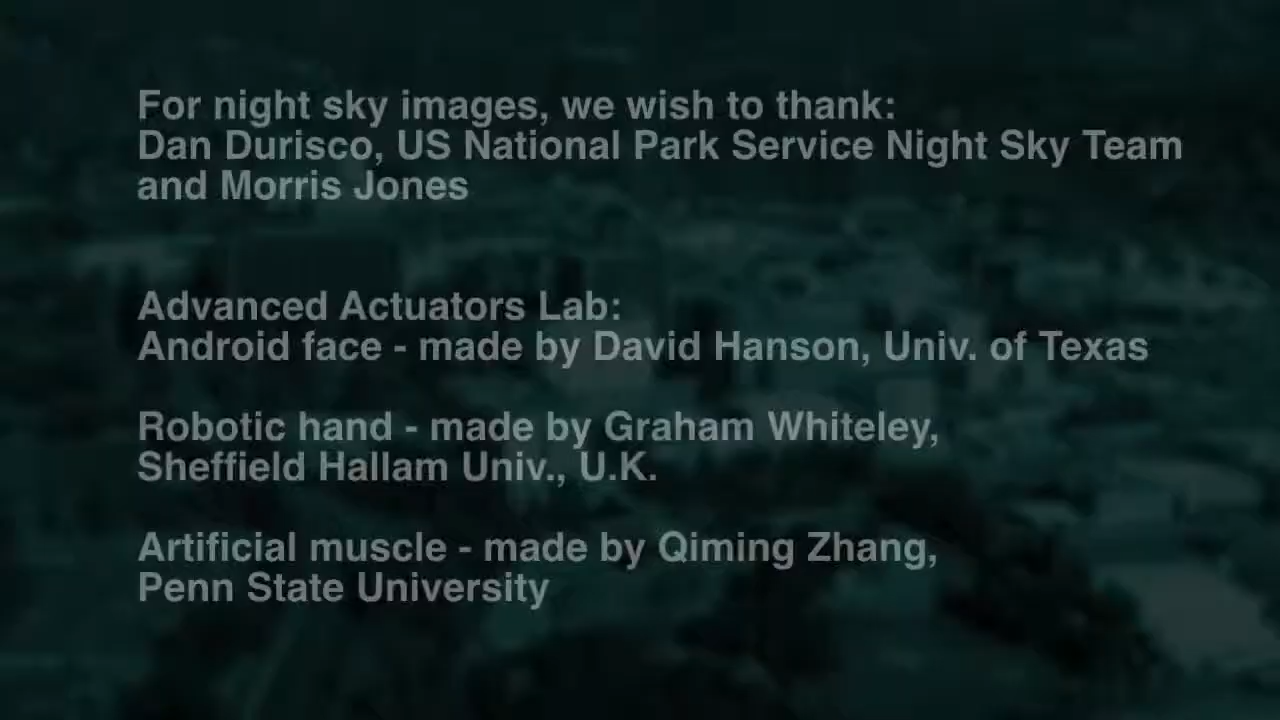 For night sky images, we wish to thank:
Dan Durisco, US National Park Service Night Sky Team
and Morris Jones
Advanced Actuators Lab:
Android face - made by David Hanson, Univ. of Texas
Robotic hand - made by Graham Whiteley,
Sheffield Hallam Univ., U.K.
Artificial muscle - made by Qiming Zhang,
Penn State University